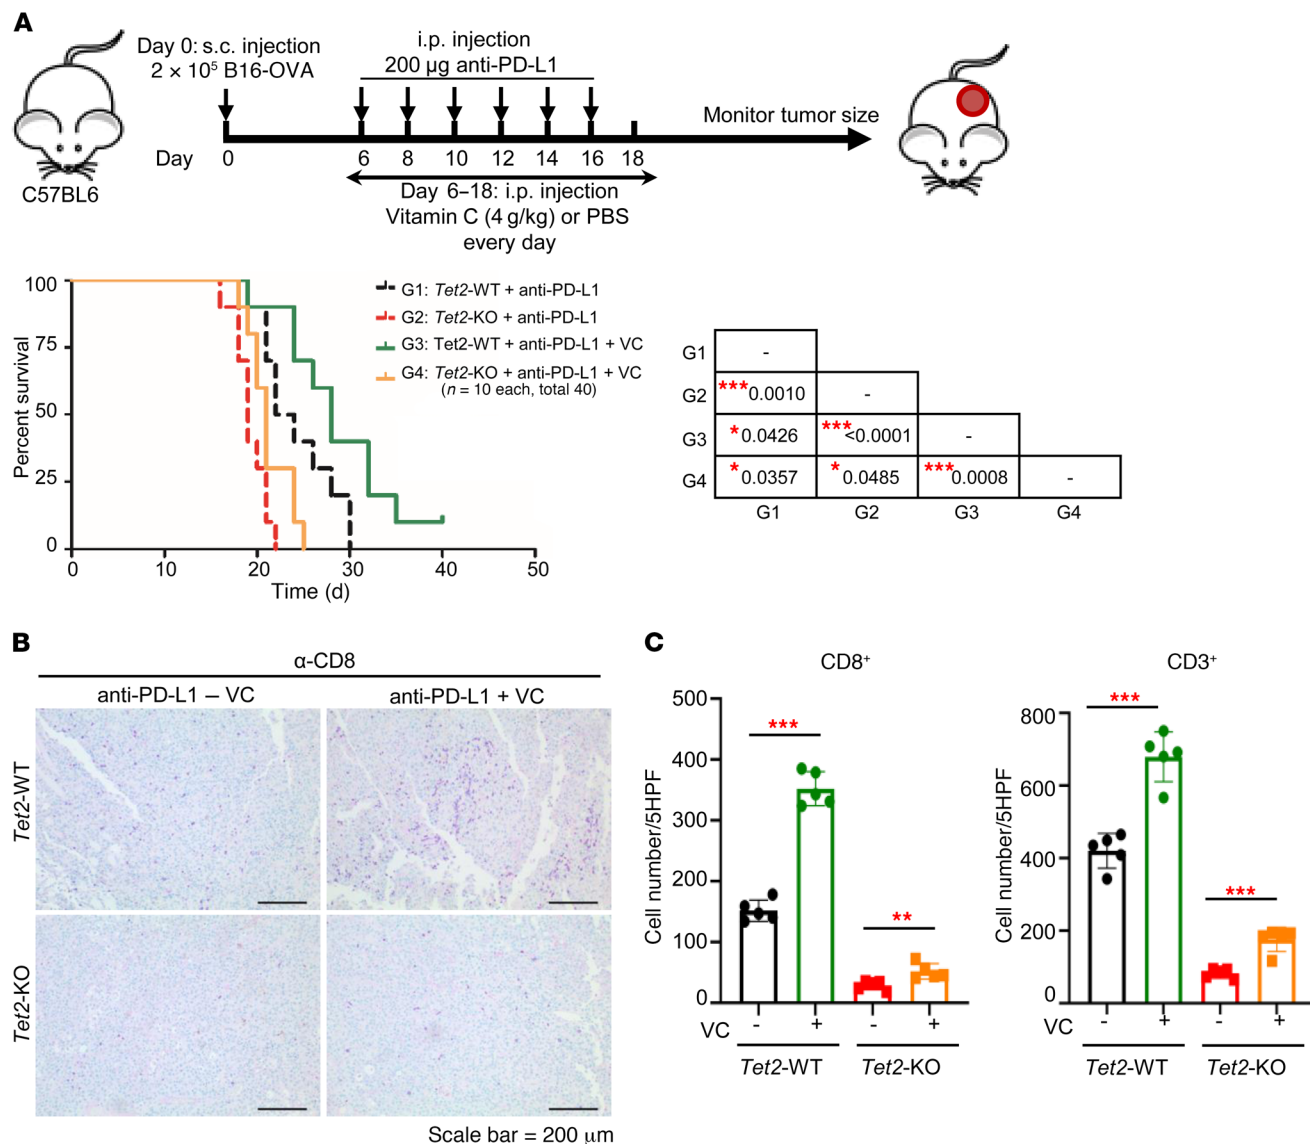 A
Day 0: s.c. injection
2 × 10⁵ B16-OVA
i.p. injection
200 μg anti-PD-L1
Monitor tumor size
Day
0 6 8 10 12 14 16 18
C57BL6
Day 6–18: i.p. injection
Vitamin C (4 g/kg) or PBS
every day
Percent survival
100
75
50
25
0
0 10 20 30 40 50
Time (d)
G1: Tet2-WT + anti-PD-L1
G2: Tet2-KO + anti-PD-L1
G3: Tet2-WT + anti-PD-L1 + VC
G4: Tet2-KO + anti-PD-L1 + VC
(n = 10 each, total 40)
G1 -
G2 ***0.0010 -
G3 *0.0426 ***<0.0001 -
G4 *0.0357 *0.0485 ***0.0008 -
G1 G2 G3 G4
B
α-CD8
anti-PD-L1 – VC anti-PD-L1 + VC
Tet2-WT
Tet2-KO
Scale bar = 200 μm
C
CD8⁺
Cell number/5HPF
500
400
300
200
100
0
***
**
VC - + - +
Tet2-WT Tet2-KO
CD3⁺
Cell number/5HPF
800
600
400
200
0
***
***
VC - + - +
Tet2-WT Tet2-KO